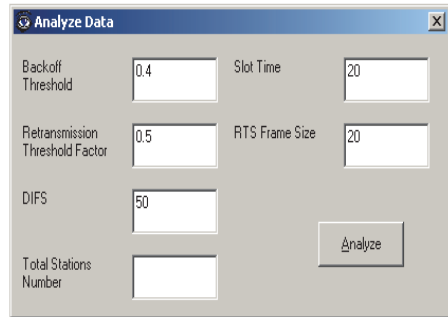 Analyze Data
Backoff
Threshold
0.4
Slot Time
20
Retransmission
Threshold Factor
0.5
RTS Frame Size
20
DIFS
50
Total Stations
Number
Analyze